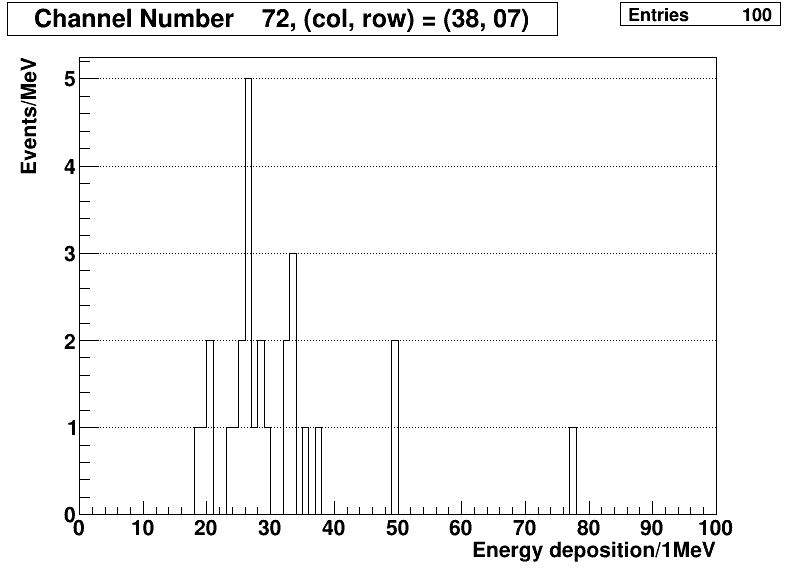 Channel Number 72, (col, row) = (38, 07)
Entries 100
Events/MeV
5
4
3
2
1
0
0 10 20 30 40 50 60 70 80 90 100
Energy deposition/1MeV